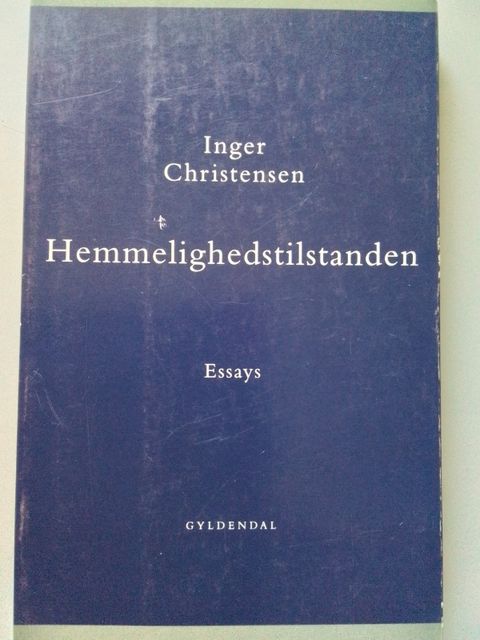 Inger
Christensen
Hemmelighedstilstanden
Essays
GYLDENDAL